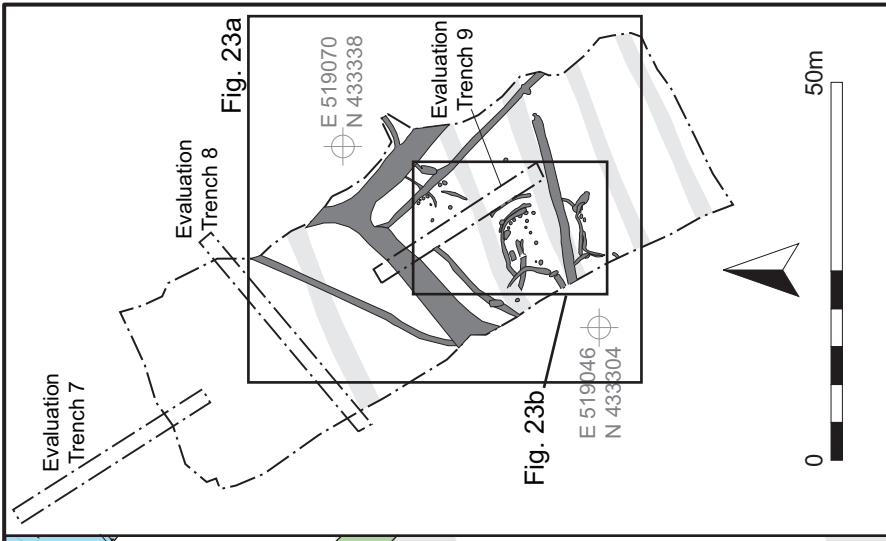 Evaluation
Trench 7
Evaluation
Trench 8
Fig. 23a
E 519070
N 433338
Evaluation
Trench 9
Fig. 23b
E 519046
N 433304
0
50m